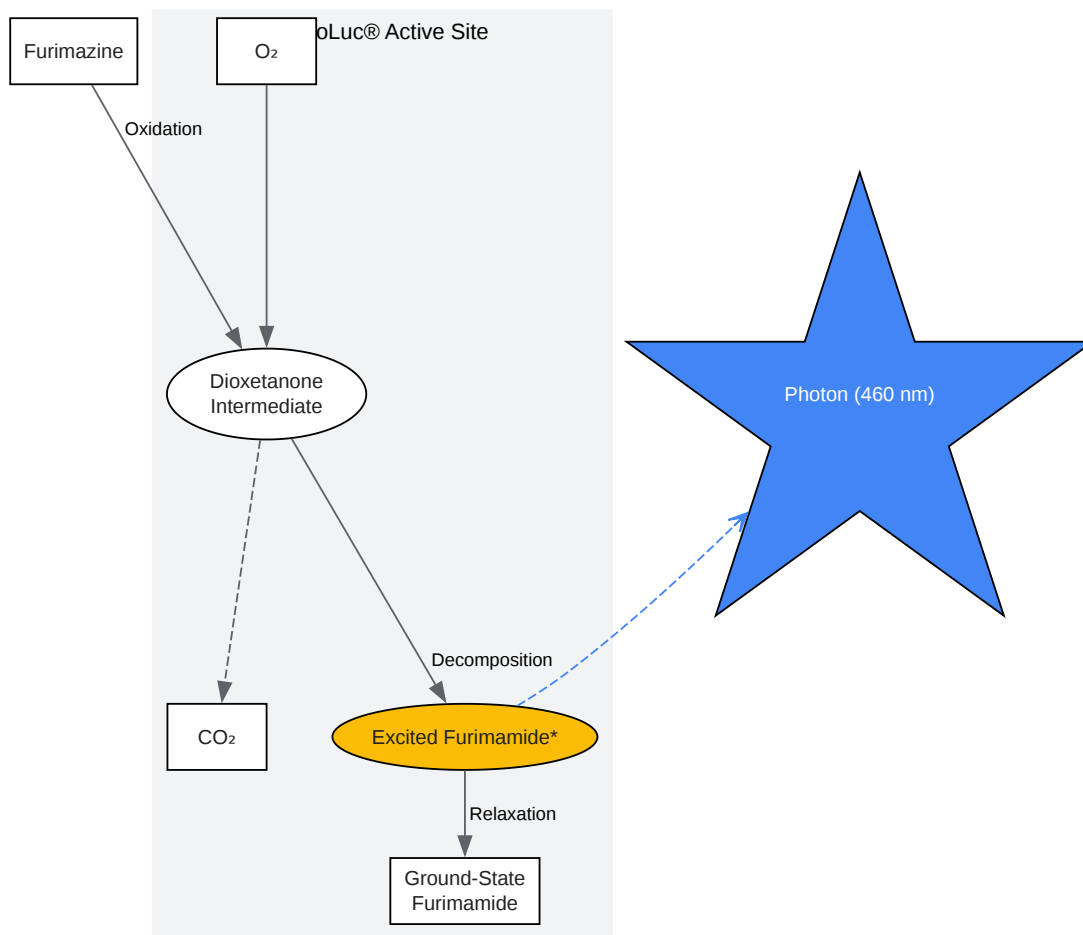 Furimazine
O₂
oLuc® Active Site
Oxidation
Dioxetanone
Intermediate
Photon (460 nm)
Decomposition
CO₂
Excited Furimamide*
Relaxation
Ground-State
Furimamide